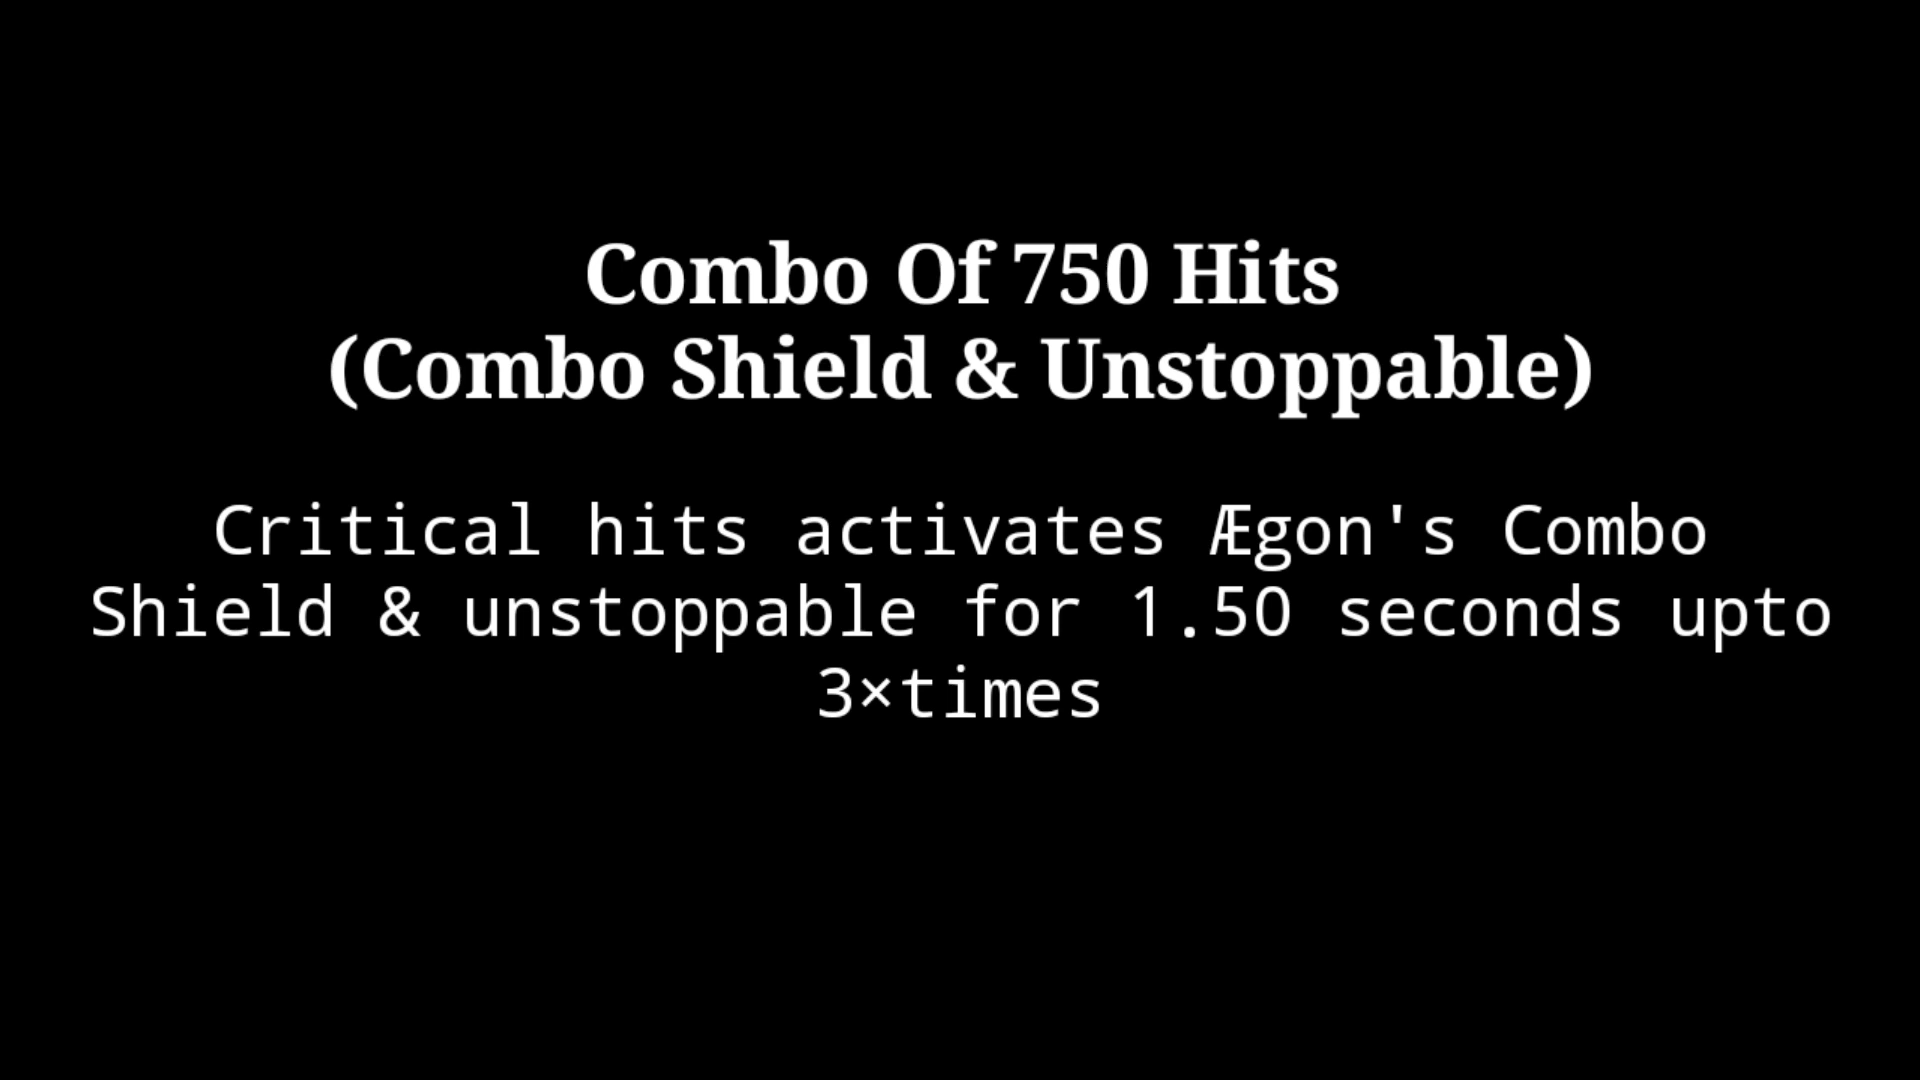 Combo Of 750 Hits
(Combo Shield & Unstoppable)
Critical hits activates Ægon's Combo
Shield & unstoppable for 1.50 seconds upto
3×times